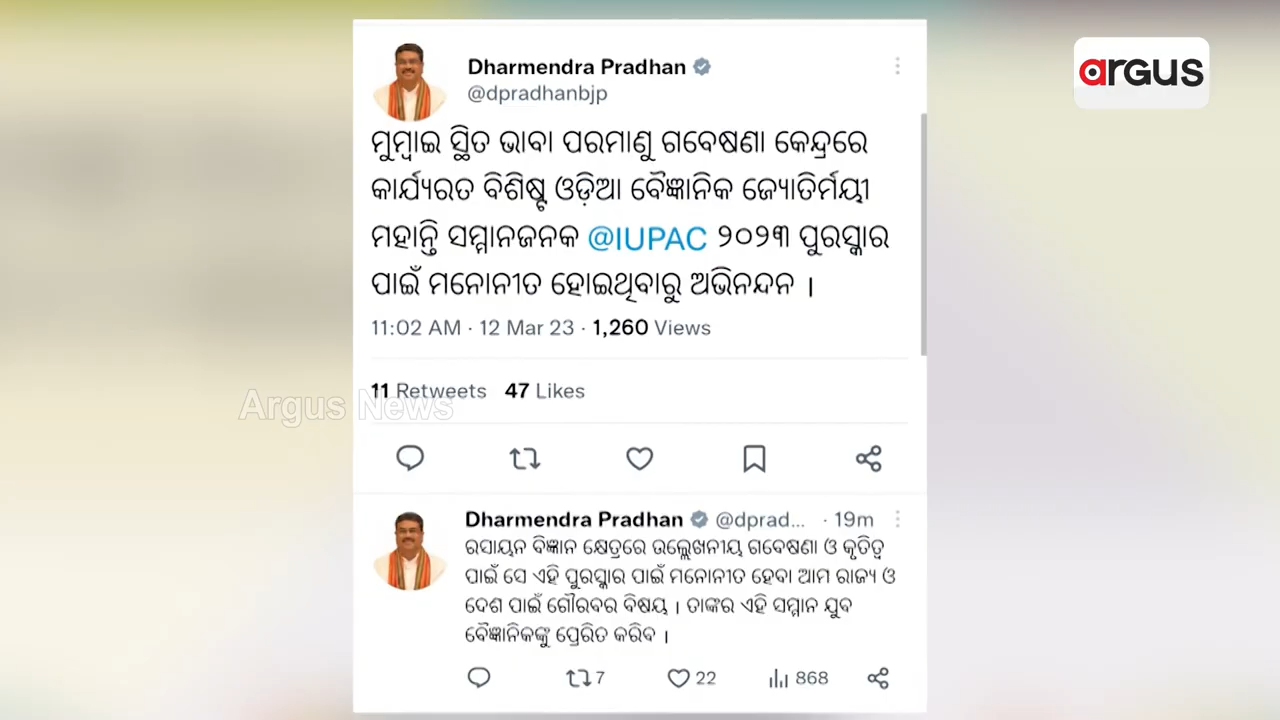 argus
Dharmendra Pradhan
@dpradhanbjp
ମୁମ୍ବାଇ ସ୍ଥିତ ଭାବା ପରମାଣୁ ଗବେଷଣା କେନ୍ଦ୍ରରେ
କାର୍ଯ୍ୟରତ ବିଶିଷ୍ଟ ଓଡ଼ିଆ ବୈଜ୍ଞାନିକ ଜ୍ୟୋତିର୍ମୟୀ
ମହାନ୍ତି ସମ୍ମାନଜନକ @IUPAC ୨୦୨୩ ପୁରସ୍କାର
ପାଇଁ ମନୋନୀତ ହୋଇଥିବାରୁ ଅଭିନନ୍ଦନ ।
11:02 AM · 12 Mar 23 · 1,260 Views
11 Retweets 47 Likes
Argus News
Dharmendra Pradhan @dprad... · 19m
ରସାୟନ ବିଜ୍ଞାନ କ୍ଷେତ୍ରରେ ଉଲ୍ଲେଖନୀୟ ଗବେଷଣା ଓ କୃତିତ୍ୱ
ପାଇଁ ସେ ଏହି ପୁରସ୍କାର ପାଇଁ ମନୋନୀତ ହେବା ଆମ ରାଜ୍ୟ ଓ
ଦେଶ ପାଇଁ ଗୌରବର ବିଷୟ । ତାଙ୍କର ଏହି ସମ୍ମାନ ଯୁବ
ବୈଜ୍ଞାନିକଙ୍କୁ ପ୍ରେରିତ କରିବ ।
7 22 868